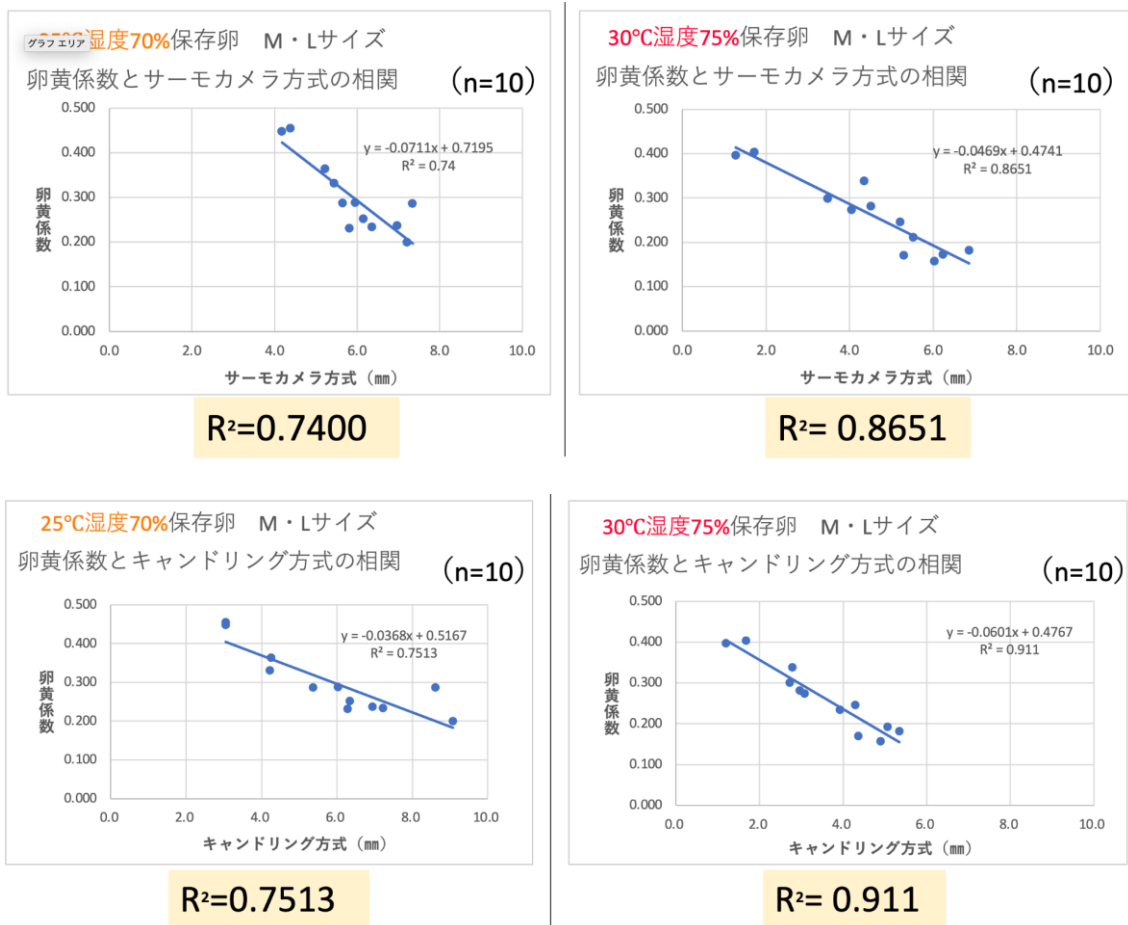 グラフ エリア
湿度70%保存卵 M・Lサイズ
卵黄係数とサーモカメラ方式の相関 (n=10)
0.500
0.400
0.300
0.200
0.100
0.000
卵黄係数
y = -0.0711x + 0.7195
R² = 0.74
0.0 2.0 4.0 6.0 8.0 10.0
サーモカメラ方式（㎜）
R²=0.7400
30℃湿度75%保存卵 M・Lサイズ
卵黄係数とサーモカメラ方式の相関 (n=10)
0.500
0.400
0.300
0.200
0.100
0.000
卵黄係数
y = -0.0469x + 0.4741
R² = 0.8651
0.0 2.0 4.0 6.0 8.0 10.0
サーモカメラ方式（㎜）
R²= 0.8651
25℃湿度70%保存卵 M・Lサイズ
卵黄係数とキャンドリング方式の相関 (n=10)
0.500
0.400
0.300
0.200
0.100
0.000
卵黄係数
y = -0.0368x + 0.5167
R² = 0.7513
0.0 2.0 4.0 6.0 8.0 10.0
キャンドリング方式（㎜）
R²=0.7513
30℃湿度75%保存卵 M・Lサイズ
卵黄係数とキャンドリング方式の相関 (n=10)
0.500
0.400
0.300
0.200
0.100
0.000
卵黄係数
y = -0.0601x + 0.4767
R² = 0.911
0.0 2.0 4.0 6.0 8.0 10.0
キャンドリング方式（㎜）
R²= 0.911